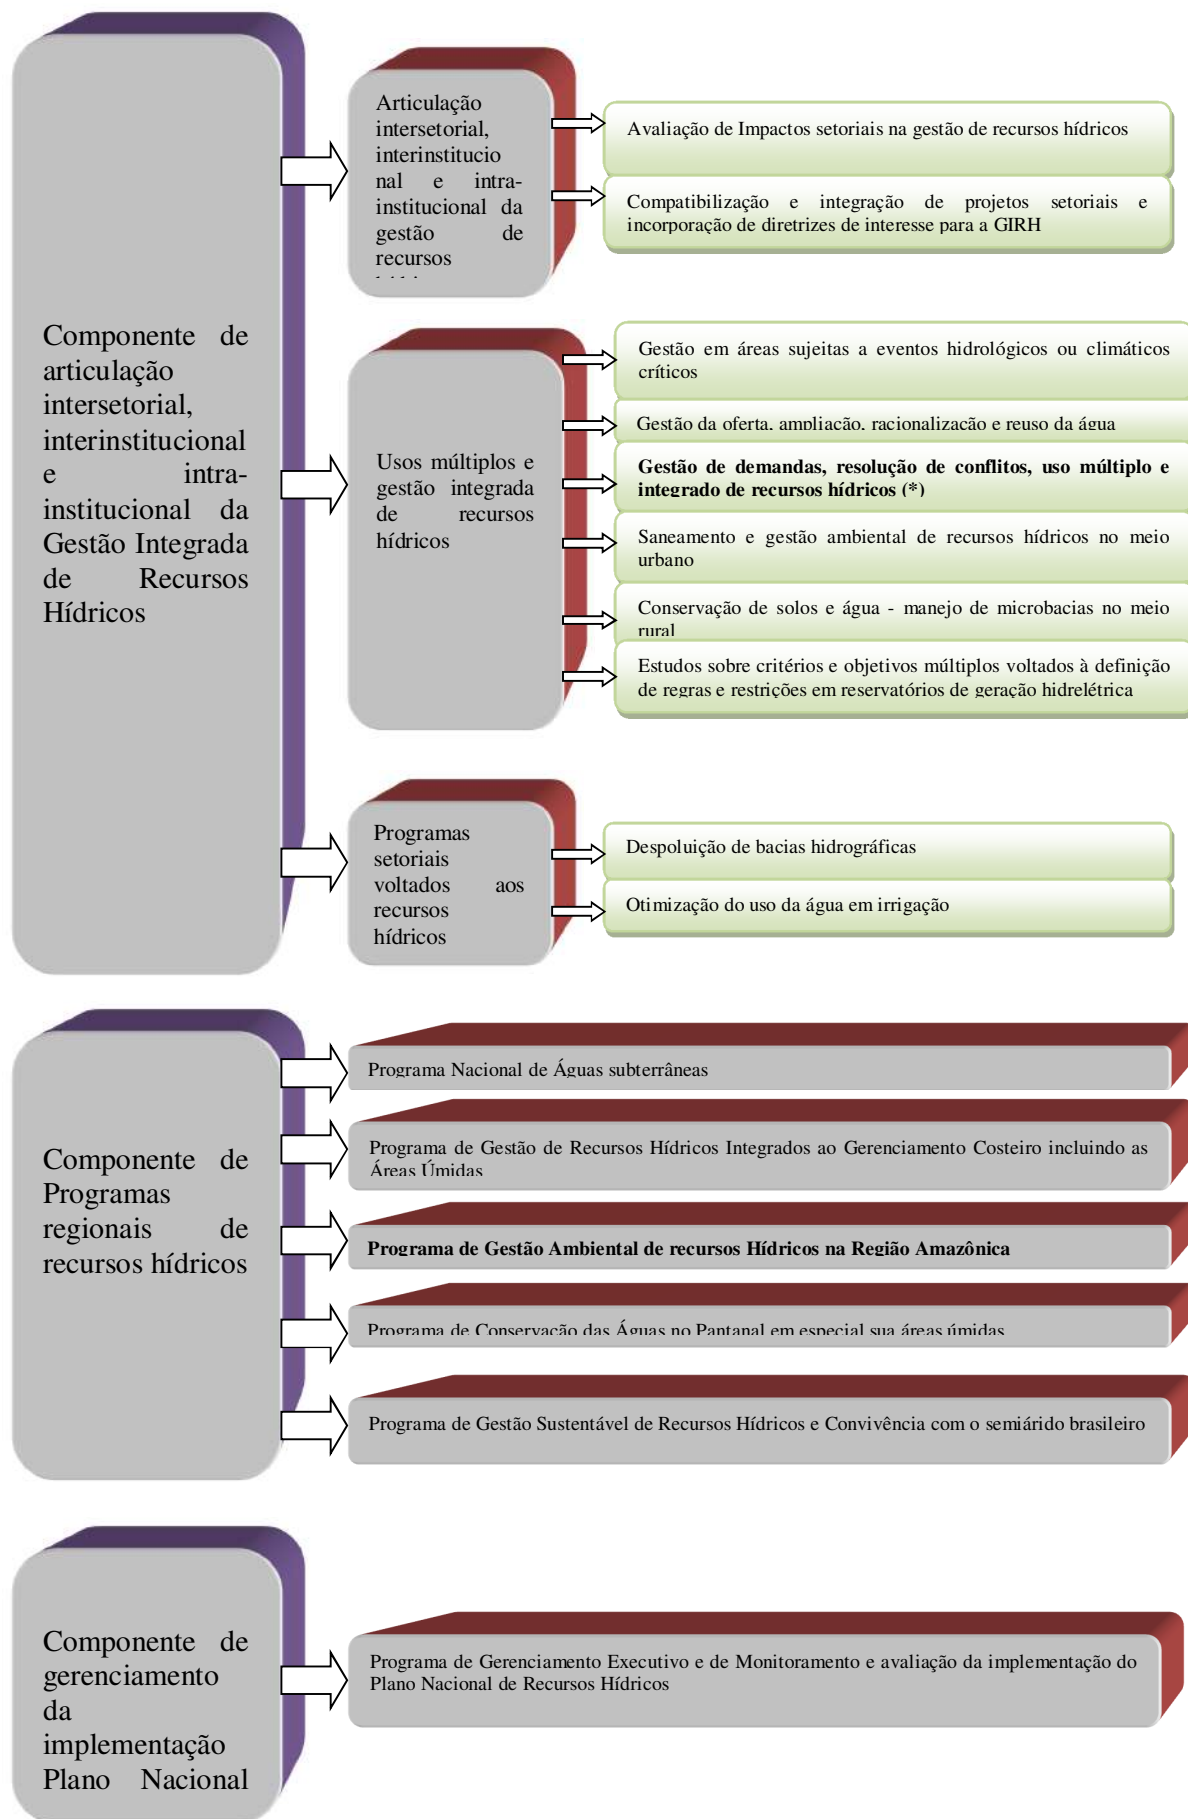 Componente de
articulação
intersetorial,
interinstitucional
e intra-
institucional da
Gestão Integrada
de Recursos
Hídricos
Articulação
intersetorial,
interinstitucio
nal e intra-
institucional da
gestão de
recursos
Avaliação de Impactos setoriais na gestão de recursos hídricos
Compatibilização e integração de projetos setoriais e
incorporação de diretrizes de interesse para a GIRH
Usos múltiplos e
gestão integrada
de recursos
hídricos
Gestão em áreas sujeitas a eventos hidrológicos ou climáticos
críticos
Gestão da oferta, ampliação, racionalização e reuso da água
Gestão de demandas, resolução de conflitos, uso múltiplo e
integrado de recursos hídricos (*)
Saneamento e gestão ambiental de recursos hídricos no meio
urbano
Conservação de solos e água - manejo de microbacias no meio
rural
Estudos sobre critérios e objetivos múltiplos voltados à definição
de regras e restrições em reservatórios de geração hidrelétrica
Programas
setoriais
voltados aos
recursos
hídricos
Despoluição de bacias hidrográficas
Otimização do uso da água em irrigação
Componente de
Programas
regionais de
recursos hídricos
Programa Nacional de Águas subterrâneas
Programa de Gestão de Recursos Hídricos Integrados ao Gerenciamento Costeiro incluindo as
Áreas Úmidas
Programa de Gestão Ambiental de recursos Hídricos na Região Amazônica
Programa de Conservação das Águas no Pantanal em especial sua áreas úmidas
Programa de Gestão Sustentável de Recursos Hídricos e Convivência com o semiárido brasileiro
Componente de
gerenciamento
da
implementação
Plano Nacional
Programa de Gerenciamento Executivo e de Monitoramento e avaliação da implementação do
Plano Nacional de Recursos Hídricos